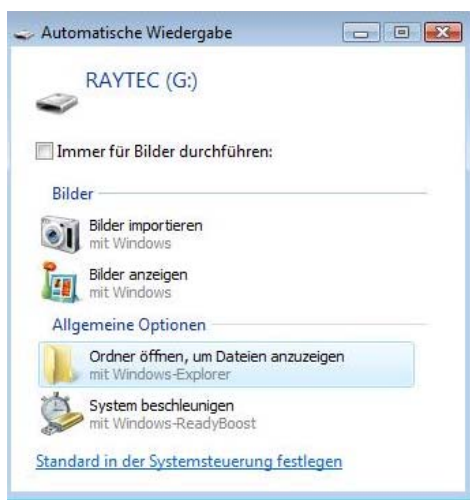 Automatische Wiedergabe
RAYTEC (G:)
Immer für Bilder durchführen:
Bilder
Bilder importieren
mit Windows
Bilder anzeigen
mit Windows
Allgemeine Optionen
Ordner öffnen, um Dateien anzuzeigen
mit Windows-Explorer
System beschleunigen
mit Windows-ReadyBoost
Standard in der Systemsteuerung festlegen